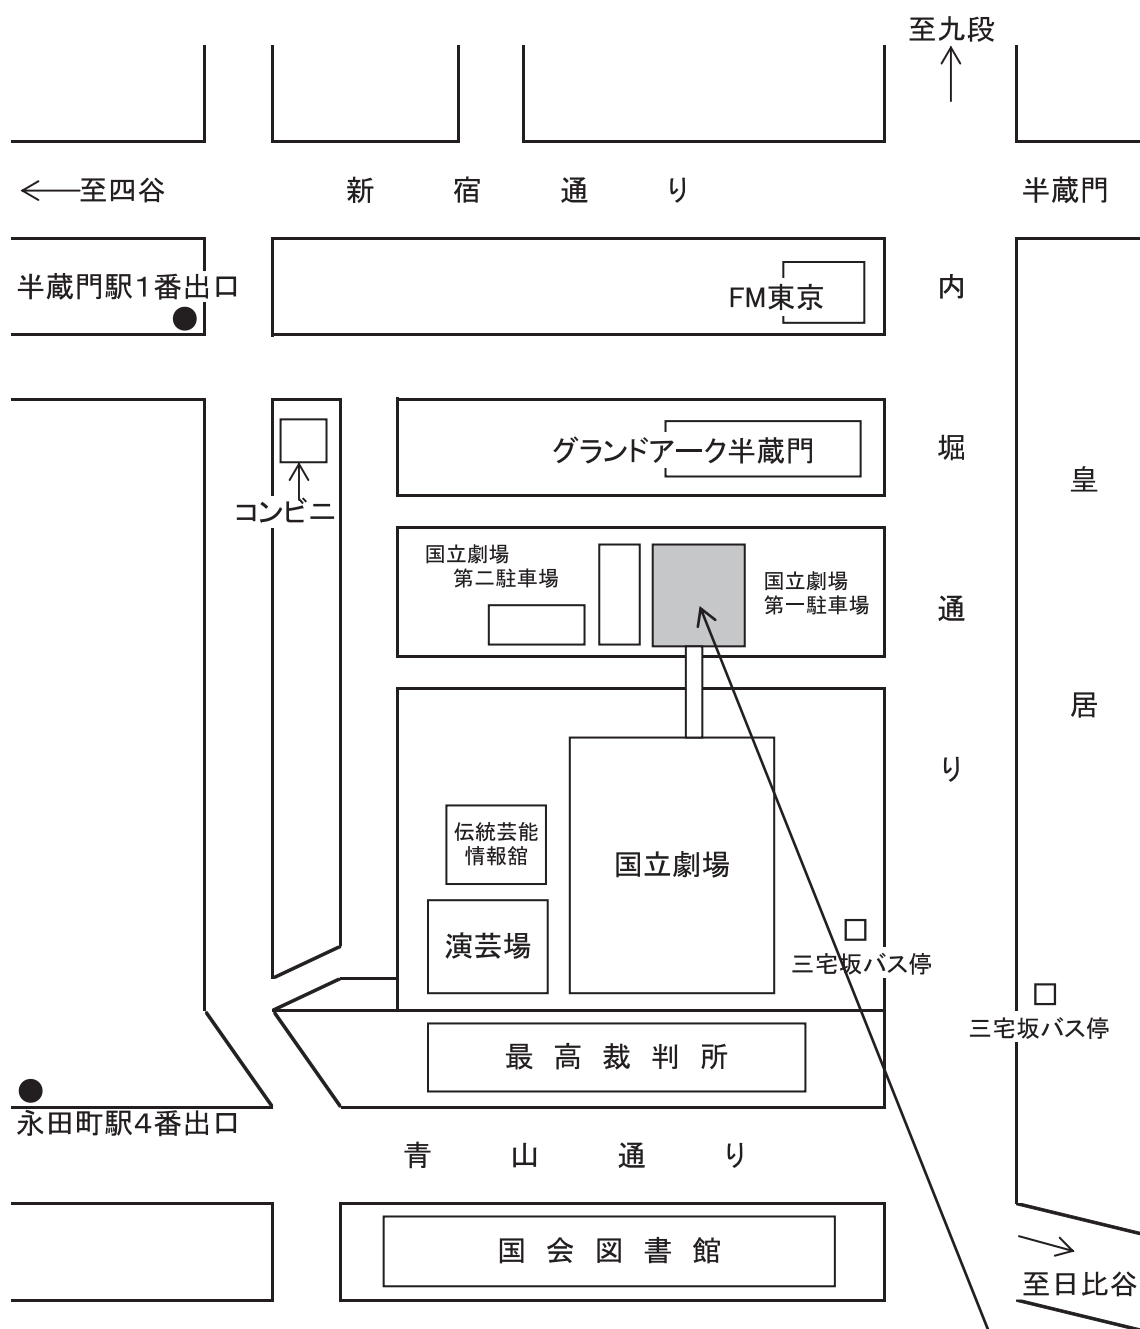 至九段
至四谷
新宿通り
半蔵門
半蔵門駅1番出口
FM東京
内堀通り
グランドアーク半蔵門
皇居
コンビニ
国立劇場
第二駐車場
国立劇場
第一駐車場
伝統芸能
情報舘
国立劇場
演芸場
三宅坂バス停
三宅坂バス停
最高裁判所
永田町駅4番出口
青山通り
国会図書館
至日比谷